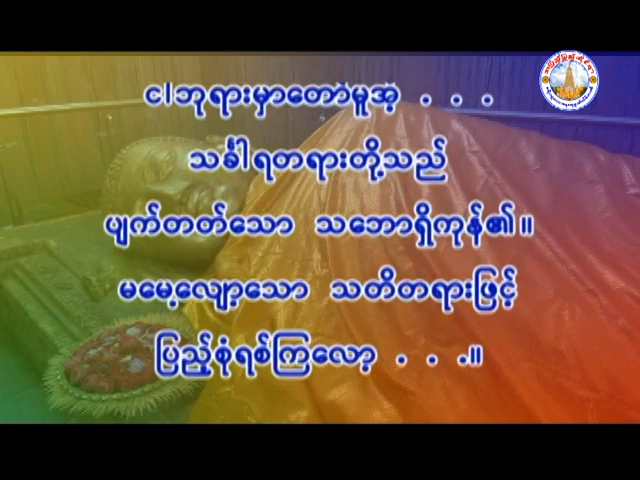 ငါဘုရားမှာတော်မူအံ့ . . .
သင်္ခါရတရားတို့သည်
ပျက်တတ်သော သဘောရှိကုန်၏။
မမေ့လျော့သော သတိတရားဖြင့်
ပြည့်စုံရစ်ကြလော့ . . .။